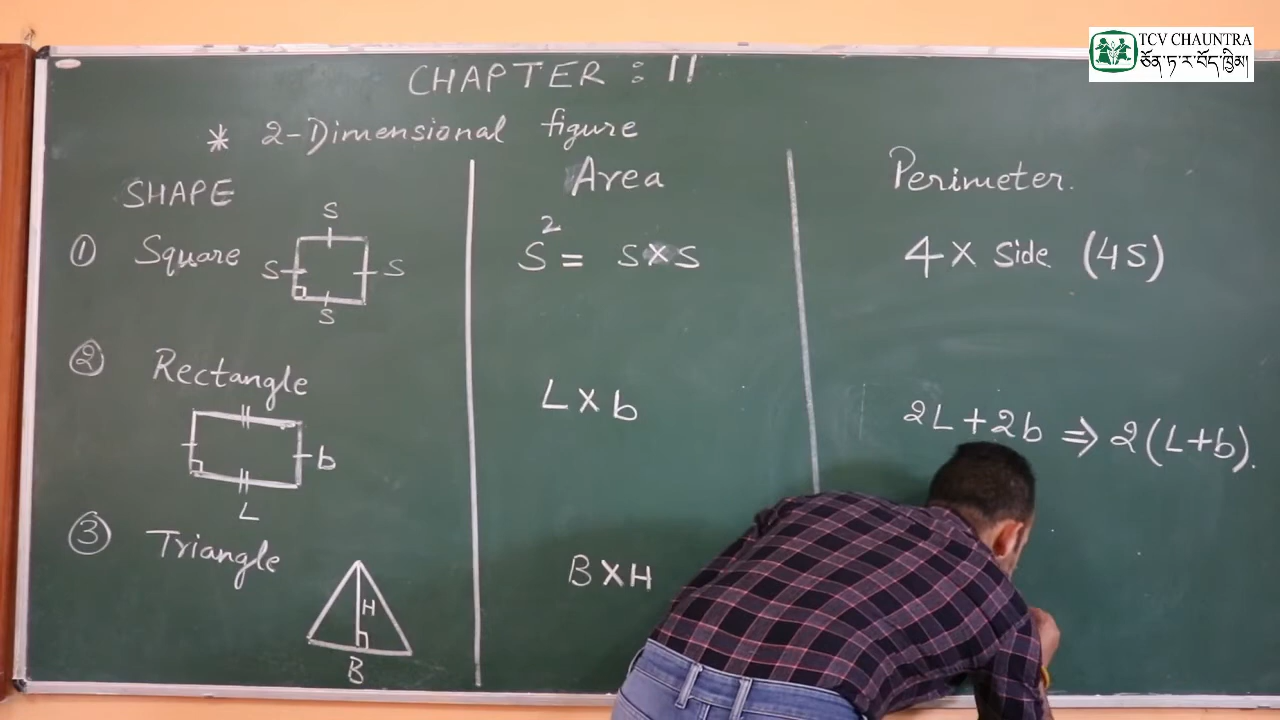 TCV CHAUNTRA
ཅོན་ཏ་ར་བོད་ཁྱིམ།
CHAPTER : 11
* 2-Dimensional figure
SHAPE
Area
Perimeter.
① Square
S
S
S
S
S² = S×S
4 × Side (4S)
② Rectangle
b
L
L×b
2L+2b ⇒ 2(L+b).
③ Triangle
H
B
B×H